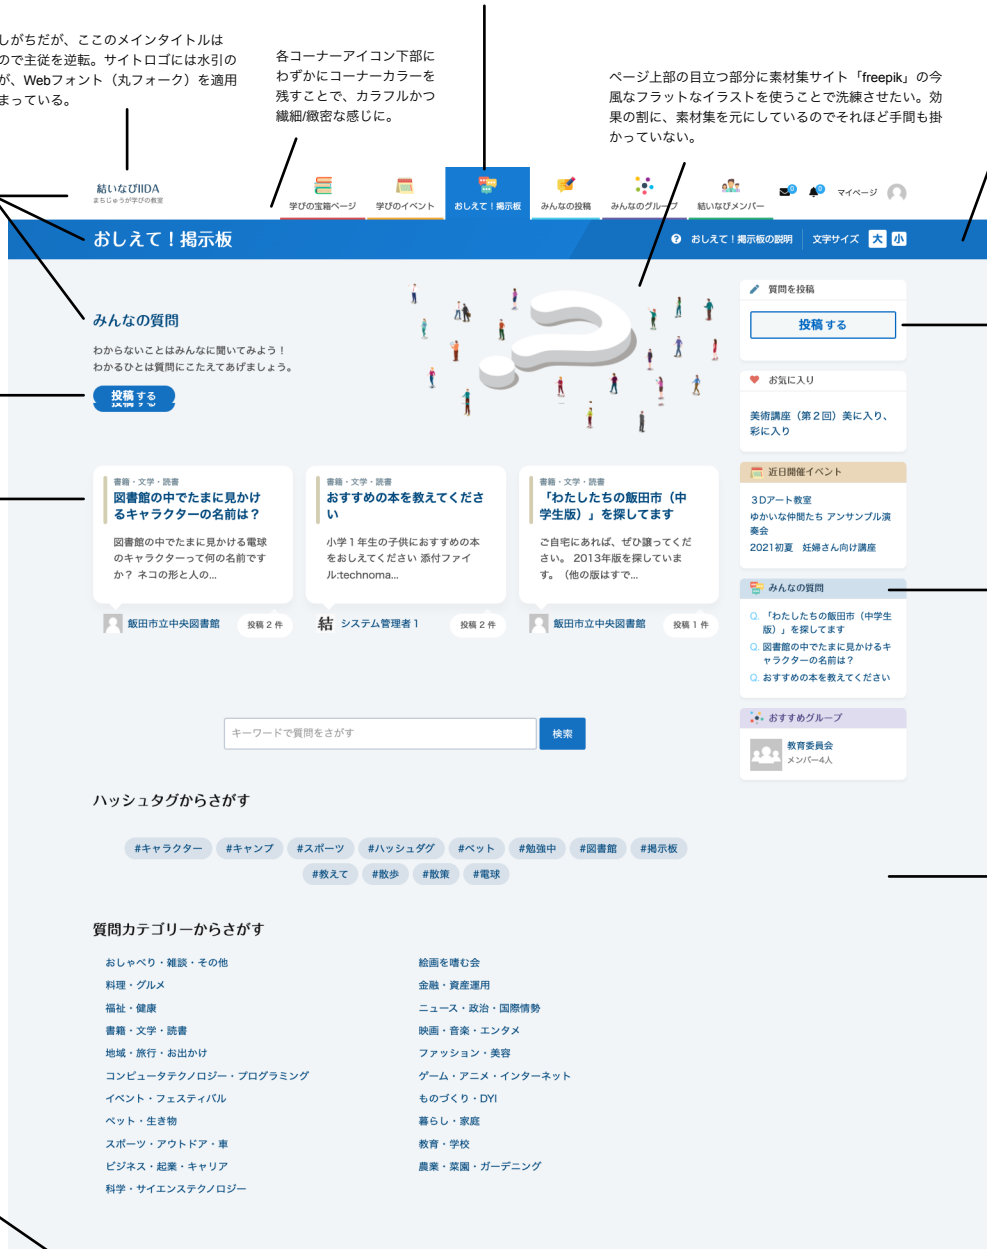 しがちだが、ここのメインタイトルは
ので主従を逆転。サイトロゴには水引の
が、Webフォント（丸フォーク）を適用
まっている。
各コーナーアイコン下部に
わずかにコーナーカラーを
残すことで、カラフルかつ
繊細/緻密な感じに。
ページ上部の目立つ部分に素材集サイト「freepik」の今
風なフラットなイラストを使うことで洗練させたい。効
果の割に、素材集を元にしているのでそれほど手間も掛
かっていない。
結いなびIIDA
まちじゅうが学びの教室
学びの宝箱ページ
学びのイベント
おしえて！掲示板
みんなの投稿
みんなのグループ
結いなびメンバー
0
0
マイページ
おしえて！掲示板
? おしえて！掲示板の説明
文字サイズ 大 小
みんなの質問
わからないことはみんなに聞いてみよう！
わかるひとは質問にこたえてあげましょう。
投稿する
投稿する
質問を投稿
投稿する
お気に入り
美術講座（第２回）美に入り、
彩に入り
近日開催イベント
３Dアート教室
ゆかいな仲間たち アンサンブル演
奏会
2021初夏　妊婦さん向け講座
みんなの質問
Q. 「わたしたちの飯田市（中学生
版）」を探してます
Q. 図書館の中でたまに見かけるキ
ャラクターの名前は？
Q. おすすめの本を教えてください
おすすめグループ
教育委員会
メンバー4人
書籍・文学・読書
図書館の中でたまに見かけ
るキャラクターの名前は？
図書館の中でたまに見かける電球
のキャラクターって何の名前です
か？ ネコの形と人の...
飯田市立中央図書館
投稿 2 件
書籍・文学・読書
おすすめの本を教えてくださ
い
小学１年生の子供におすすめの本
をおしえてください 添付ファイ
ル:technoma...
結 システム管理者１
投稿 2 件
書籍・文学・読書
「わたしたちの飯田市（中
学生版）」を探してます
ご自宅にあれば、ぜひ譲ってくだ
さい。 2013年版を探していま
す。（他の版はすで...
飯田市立中央図書館
投稿 1 件
キーワードで質問をさがす
検索
ハッシュタグからさがす
#キャラクター #キャンプ #スポーツ #ハッシュダグ #ペット #勉強中 #図書館 #掲示板
#教えて #散歩 #散策 #電球
質問カテゴリーからさがす
おしゃべり・雑談・その他
料理・グルメ
福祉・健康
書籍・文学・読書
地域・旅行・お出かけ
コンピュータテクノロジー・プログラミング
イベント・フェスティバル
ペット・生き物
スポーツ・アウトドア・車
ビジネス・起業・キャリア
科学・サイエンステクノロジー
絵画を嗜む会
金融・資産運用
ニュース・政治・国際情勢
映画・音楽・エンタメ
ファッション・美容
ゲーム・アニメ・インターネット
ものづくり・DYI
暮らし・家庭
教育・学校
農業・菜園・ガーデニング